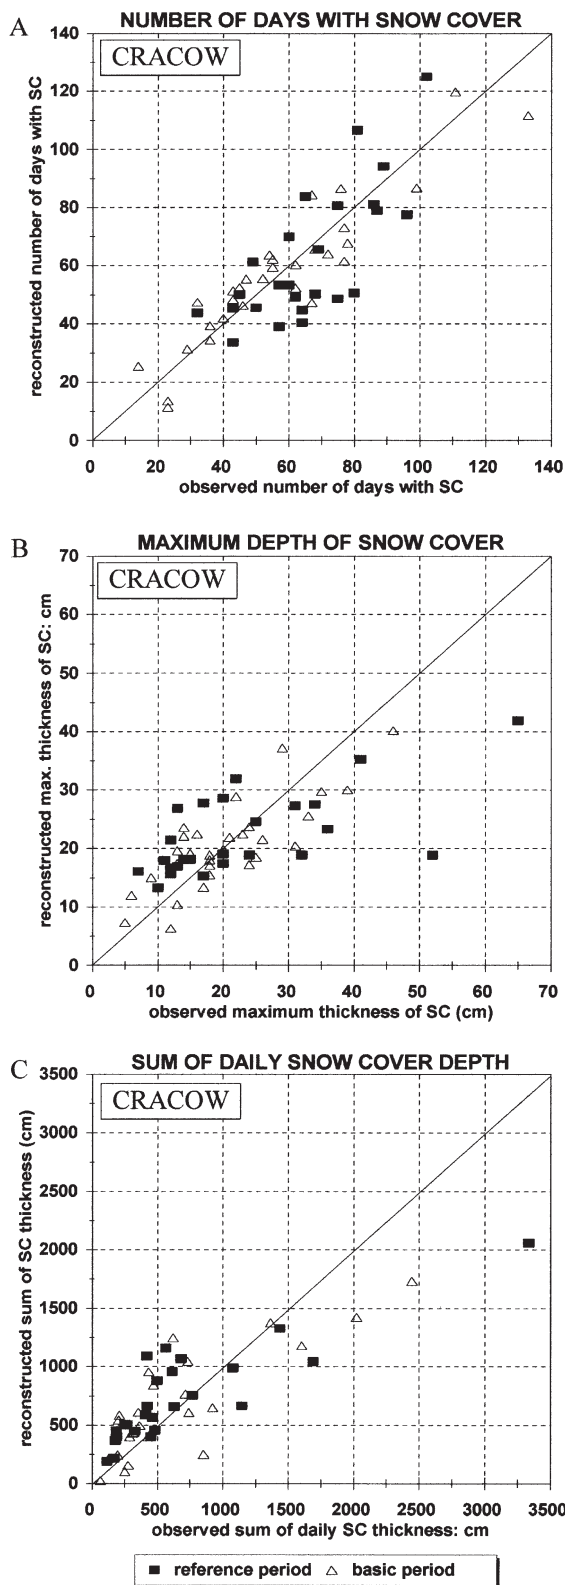 A NUMBER OF DAYS WITH SNOW COVER
CRACOW
reconstructed number of days with SC
140
120
100
80
60
40
20
0
0 20 40 60 80 100 120 140
observed number of days with SC
B MAXIMUM DEPTH OF SNOW COVER
CRACOW
reconstructed max. thickness of SC: cm
70
60
50
40
30
20
10
0
0 10 20 30 40 50 60 70
observed maximum thickness of SC (cm)
C SUM OF DAILY SNOW COVER DEPTH
CRACOW
reconstructed sum of SC thickness (cm)
3500
3000
2500
2000
1500
1000
500
0
0 500 1000 1500 2000 2500 3000 3500
observed sum of daily SC thickness: cm
reference period basic period